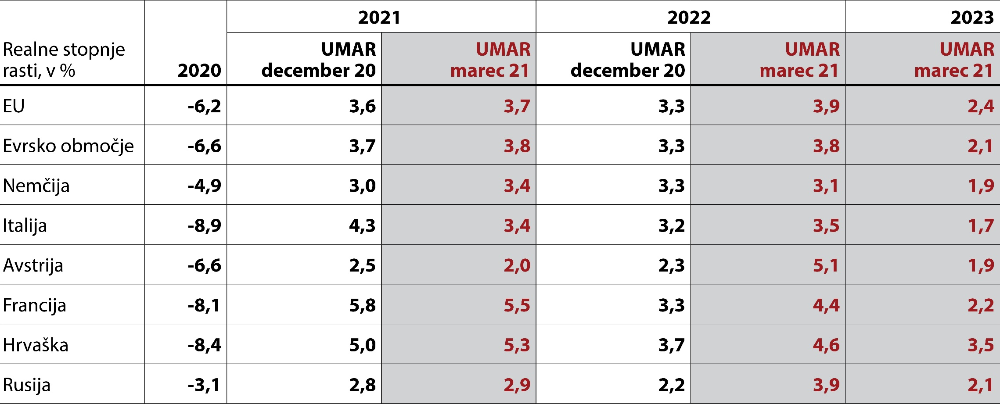 2021 2022 2023
Realne stopnje UMAR UMAR UMAR UMAR UMAR
rasti, v % 2020 december 20 marec 21 december 20 marec 21 marec 21
EU -6,2 3,6 3,7 3,3 3,9 2,4
Evrsko območje -6,6 3,7 3,8 3,3 3,8 2,1
Nemčija -4,9 3,0 3,4 3,3 3,1 1,9
Italija -8,9 4,3 3,4 3,2 3,5 1,7
Avstrija -6,6 2,5 2,0 2,3 5,1 1,9
Francija -8,1 5,8 5,5 3,3 4,4 2,2
Hrvaška -8,4 5,0 5,3 3,7 4,6 3,5
Rusija -3,1 2,8 2,9 2,2 3,9 2,1